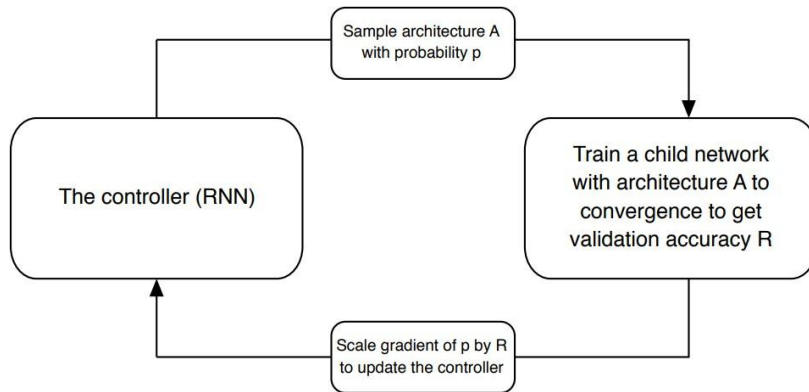 Sample architecture A
with probability p
The controller (RNN)
Train a child network
with architecture A to
convergence to get
validation accuracy R
Scale gradient of p by R
to update the controller